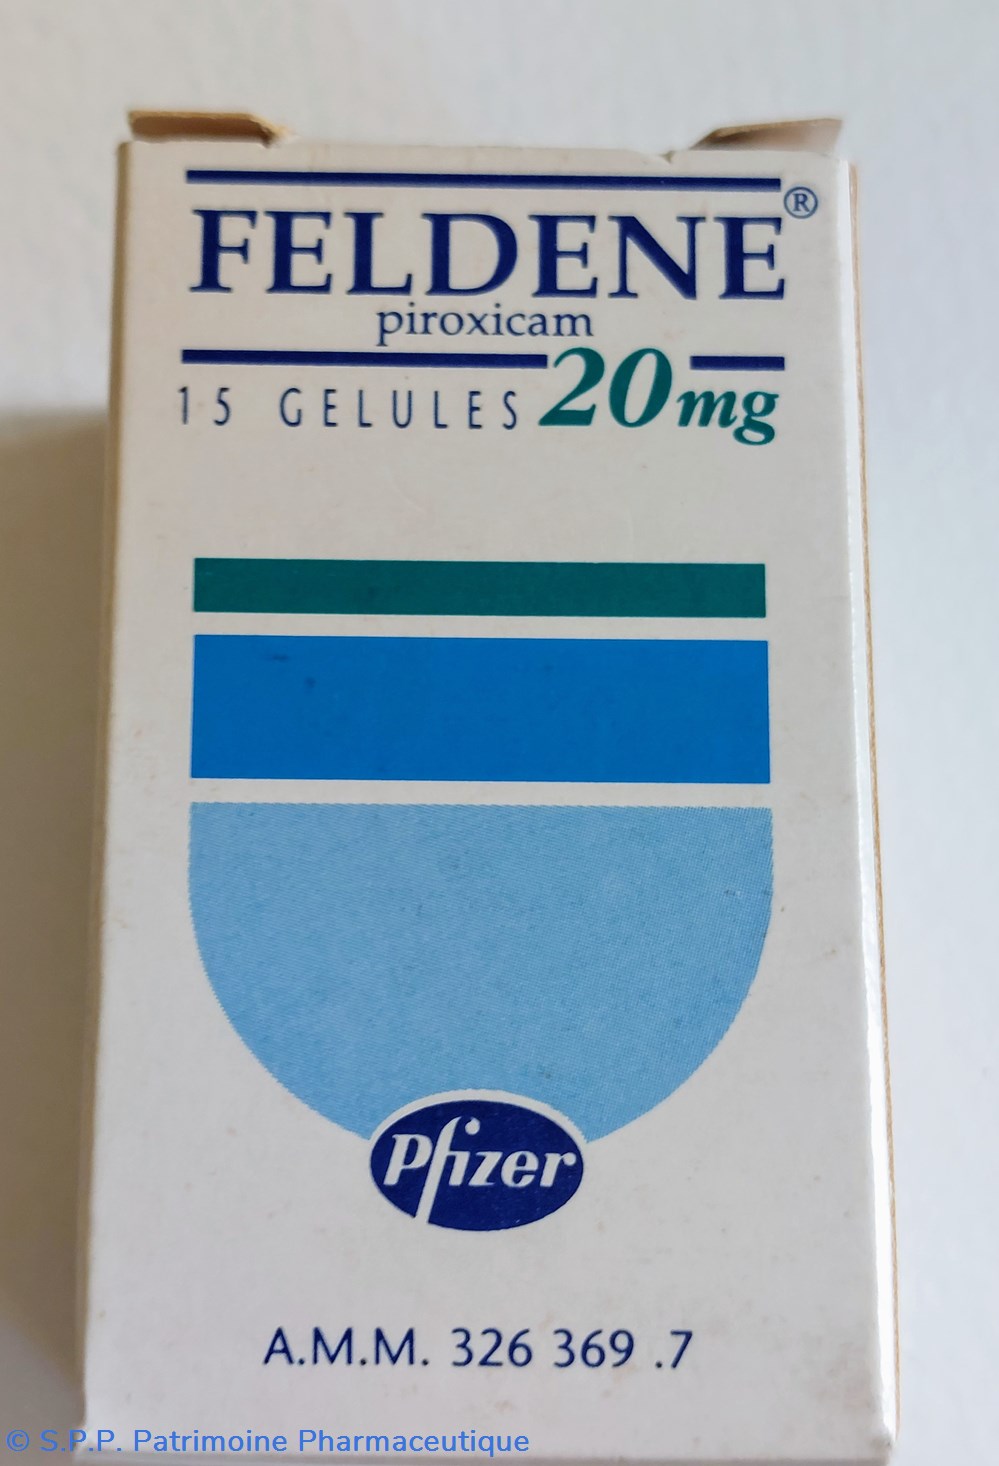 FELDENE®
piroxicam
15 GELULES 20mg
Pfizer
A.M.M. 326 369 .7
© S.P.P. Patrimoine Pharmaceutique